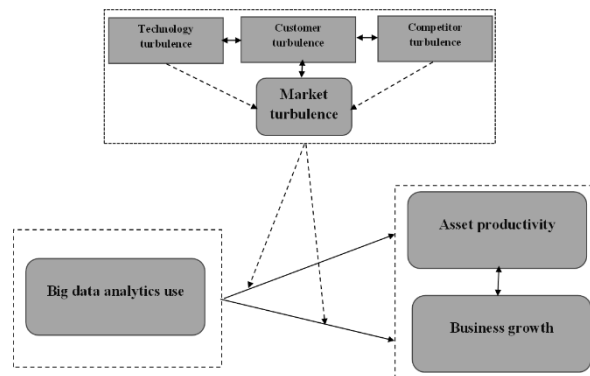 Technology
turbulence
Customer
turbulence
Competitor
turbulence
Market
turbulence
Asset productivity
Big data analytics use
Business growth